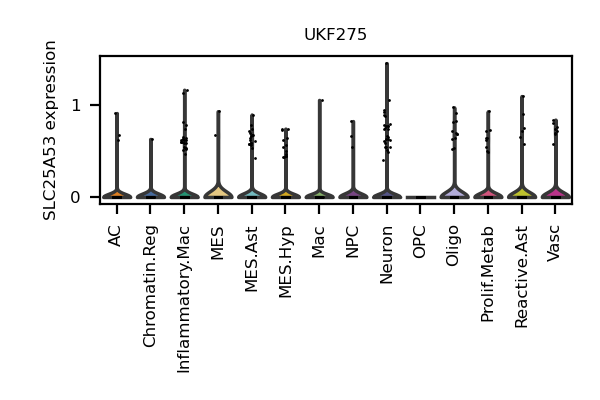 UKF275
SLC25A53 expression
1
0
AC
Chromatin.Reg
Inflammatory.Mac
MES
MES.Ast
MES.Hyp
Mac
NPC
Neuron
OPC
Oligo
Prolif.Metab
Reactive.Ast
Vasc